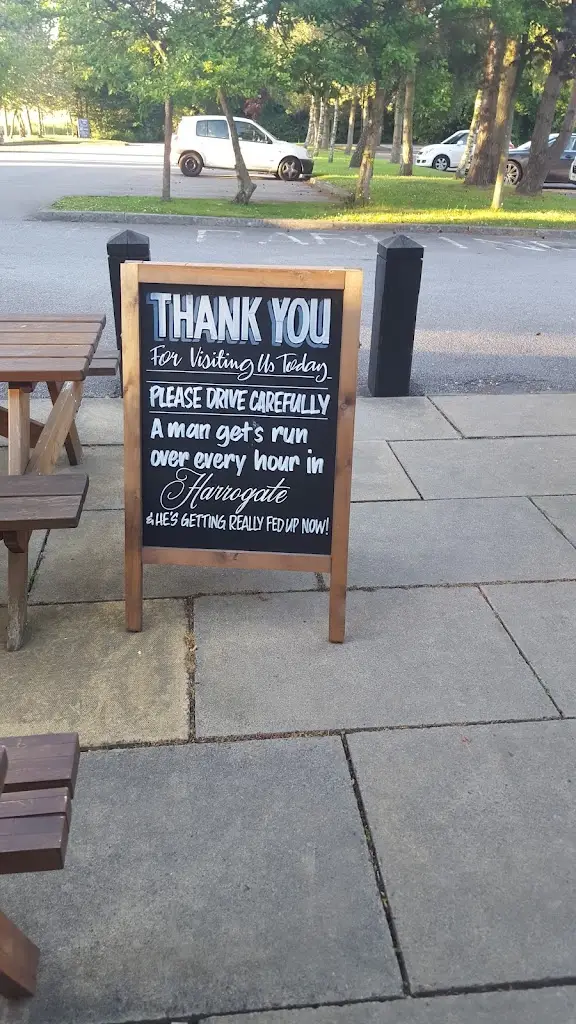 THANK YOU
For Visiting Us Today
PLEASE DRIVE CAREFULLY
A man get's run
over every hour in
Harrogate
& HE'S GETTING REALLY FED UP NOW!